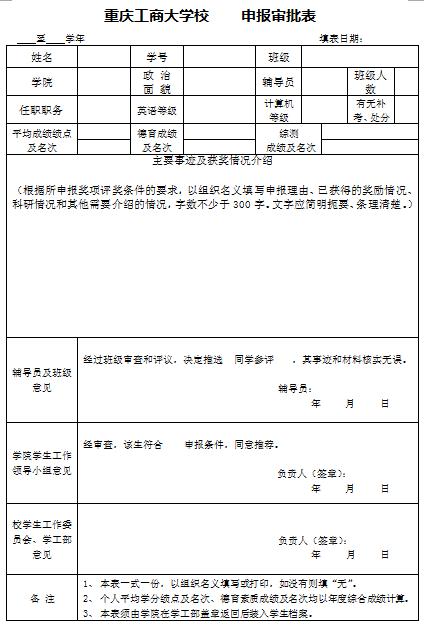 重庆工商大学校 申报审批表
____至____学年 填表日期:
姓名 学号 班级
学院 政治面貌 辅导员 班级人数
任职职务 英语等级 计算机等级 有无补考、处分
平均成绩绩点及名次 德育成绩及名次 综测成绩及名次
主要事迹及获奖情况介绍
（根据所申报奖项评奖条件的要求，以组织名义填写申报理由、已获得的奖励情况、
科研情况和其他需要介绍的情况，字数不少于 300 字。文字应简明扼要、条理清楚。）
辅导员及班级意见
经过班级审查和评议，决定推选 同学参评 ，其事迹和材料核实无误。
辅导员:
年 月 日
学院学生工作领导小组意见
经审查，该生符合 申报条件，同意推荐。
负责人（签章）：
年 月 日
校学生工作委员会、学工部意见
负责人（签章）：
年 月 日
备 注
1、 本表一式一份，以组织名义填写或打印，如没有则填“无”。
2、 个人平均学分绩点及名次、德育素质成绩及名次均以年度综合成绩计算。
3、 本表须由学院在学工部盖章返回后装入学生档案。